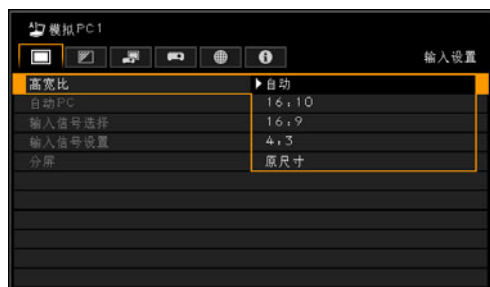 模拟PC1
输入设置
高宽比
▶自动
自动PC
16:10
输入信号选择
16:9
输入信号设置
4:3
分屏
原尺寸